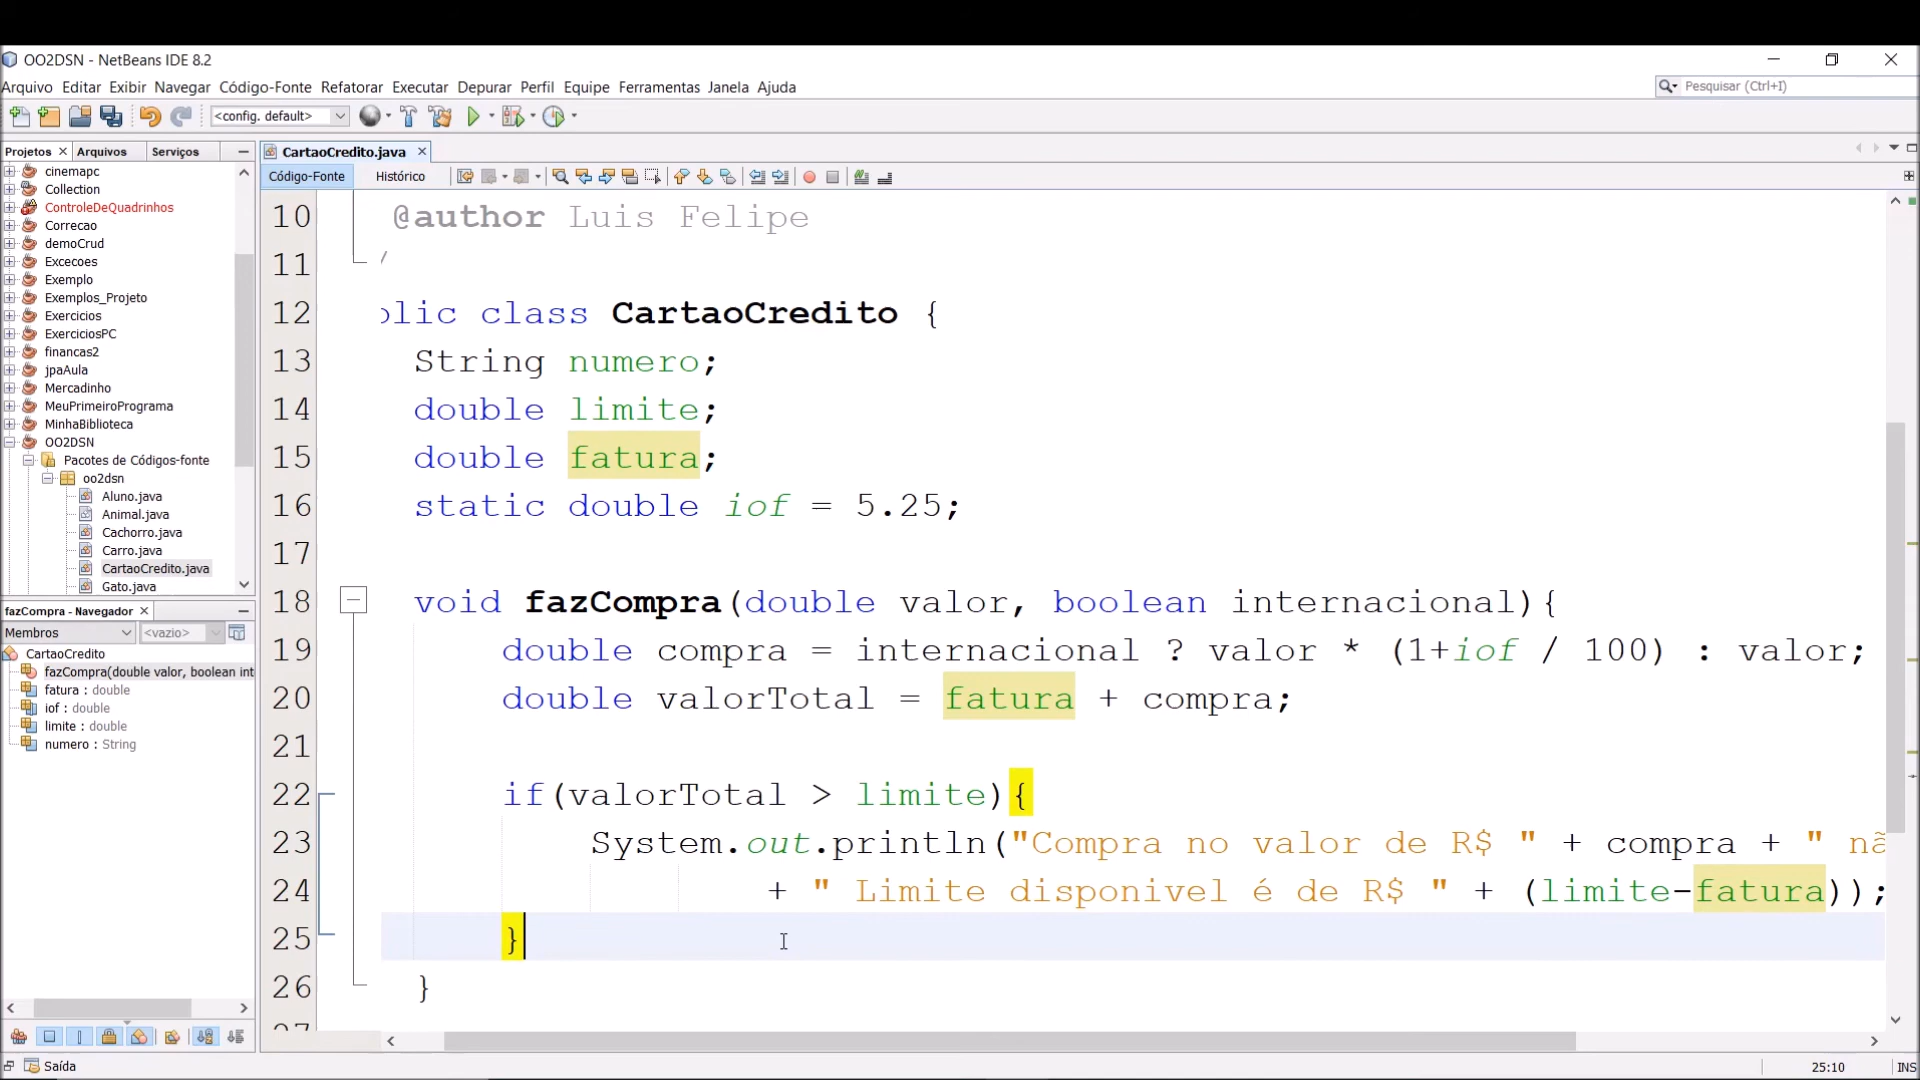 OO2DSN - NetBeans IDE 8.2
Arquivo Editar Exibir Navegar Código-Fonte Refatorar Executar Depurar Perfil Equipe Ferramentas Janela Ajuda
Pesquisar (Ctrl+I)
<config. default>
Projetos Arquivos Serviços
CartaoCredito.java
Código-Fonte Histórico
cinemapc
Collection
ControleDeQuadrinhos
Correcao
demoCrud
Excecoes
Exemplo
Exemplos_Projeto
Exercicios
ExerciciosPC
financas2
jpaAula
Mercadinho
MeuPrimeiroPrograma
MinhaBiblioteca
OO2DSN
Pacotes de Códigos-fonte
oo2dsn
Aluno.java
Animal.java
Cachorro.java
Carro.java
CartaoCredito.java
Gato.java
fazCompra - Navegador
Membros <vazio>
CartaoCredito
fazCompra(double valor, boolean int
fatura : double
iof : double
limite : double
numero : String
10 @author Luis Felipe
11 /
12 blic class CartaoCredito {
13 String numero;
14 double limite;
15 double fatura;
16 static double iof = 5.25;
17
18 void fazCompra(double valor, boolean internacional){
19 double compra = internacional ? valor * (1+iof / 100) : valor;
20 double valorTotal = fatura + compra;
21
22 if(valorTotal > limite){
23 System.out.println("Compra no valor de R$ " + compra + " nã
24 + " Limite disponivel é de R$ " + (limite-fatura));
25 }
26 }
27
Saída
25:10 INS